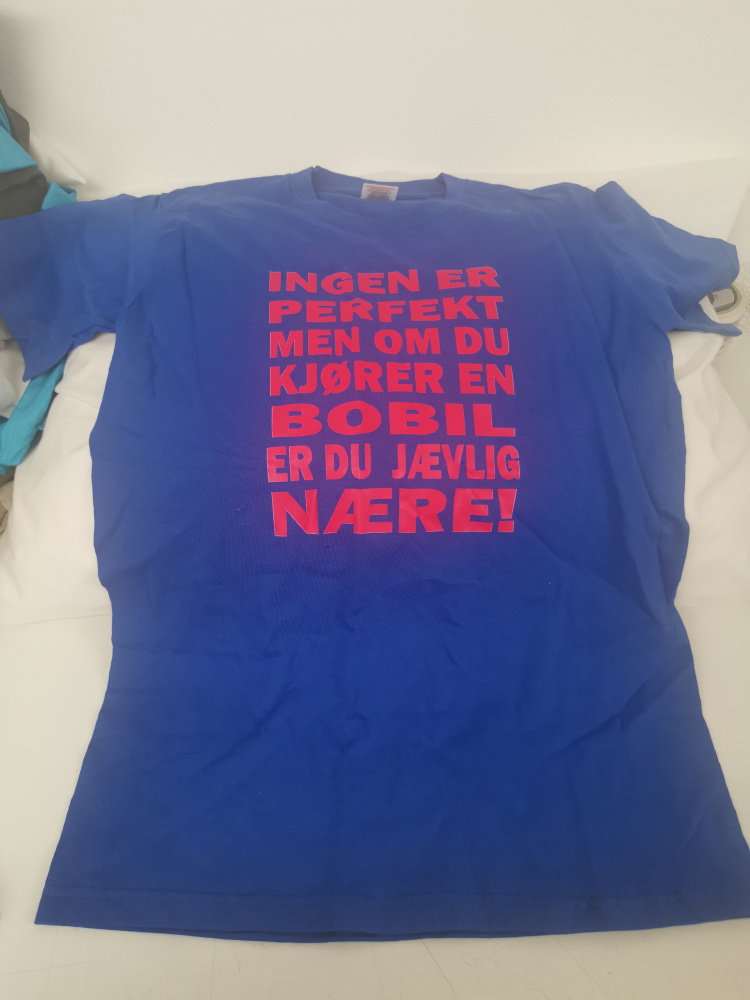 INGEN ER
PERFEKT
MEN OM DU
KJØRER EN
BOBIL
ER DU JÆVLIG
NÆRE!